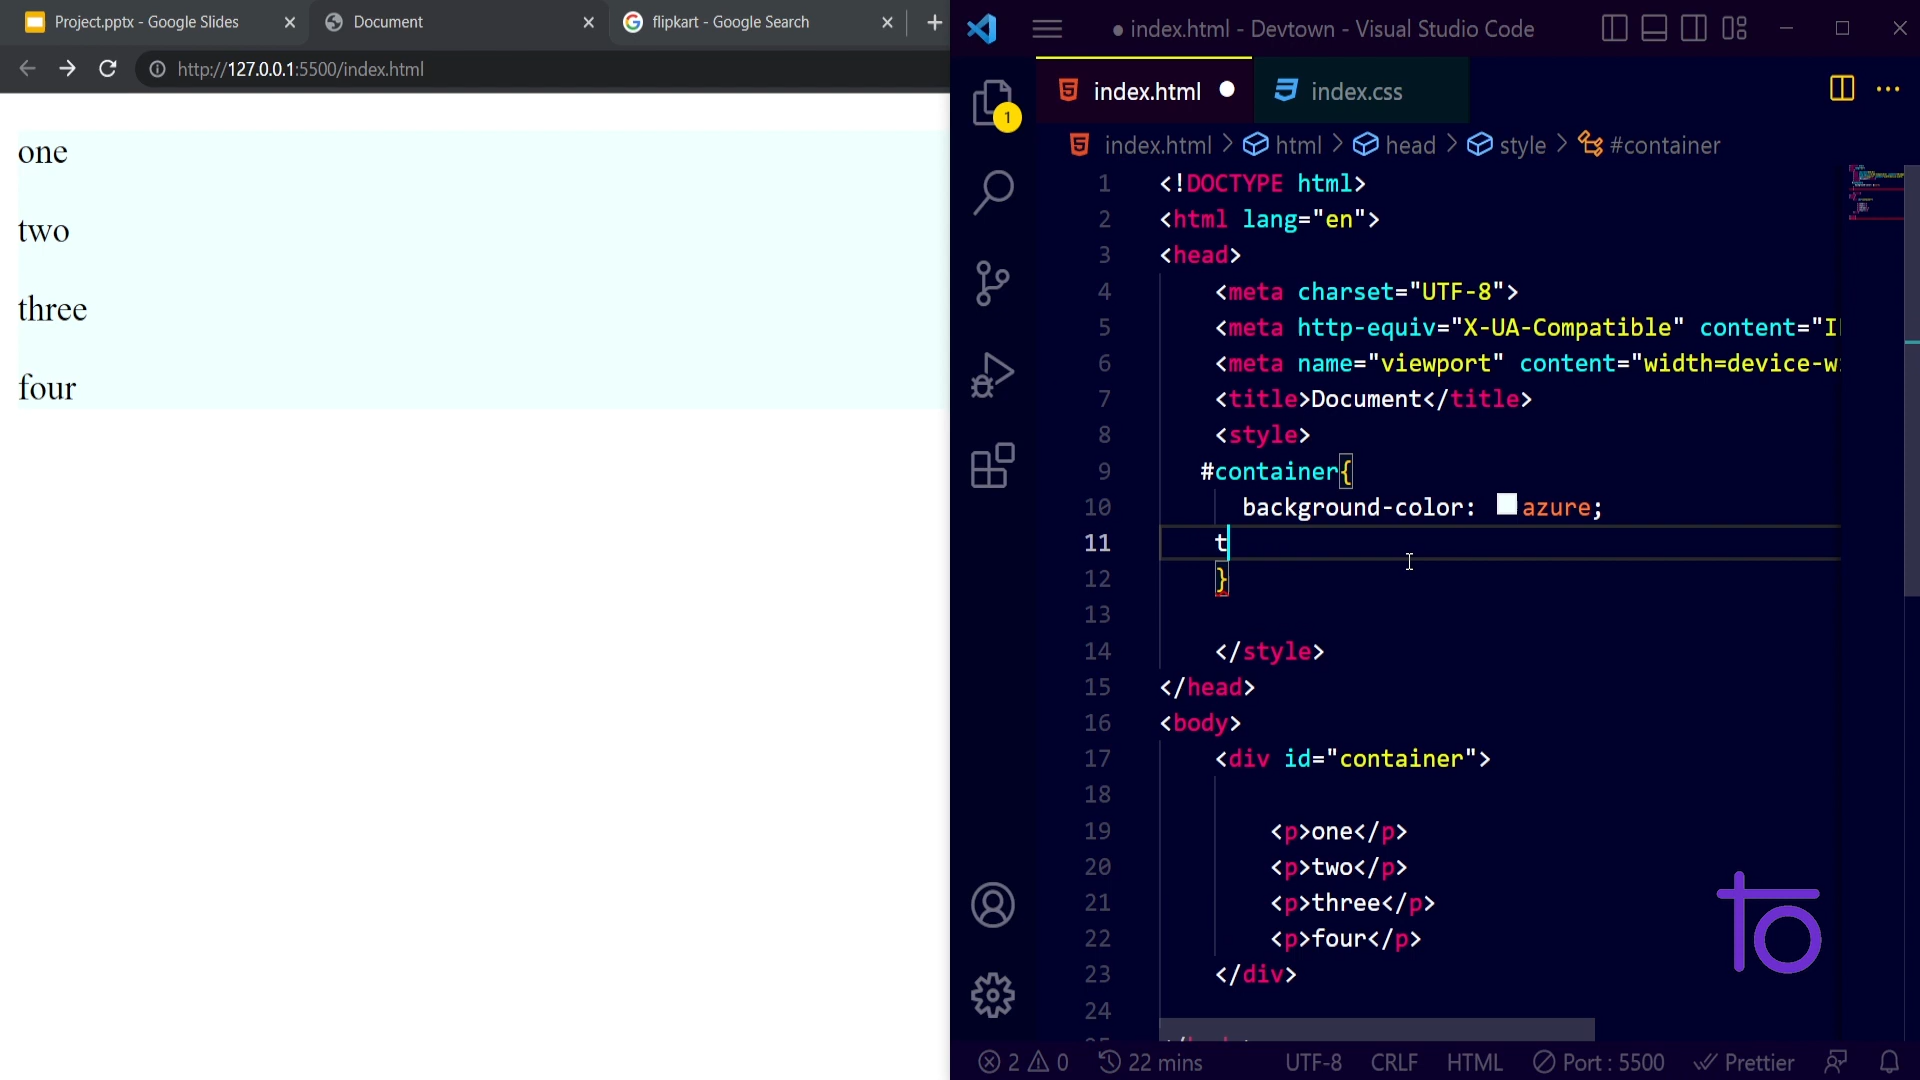 Project.pptx - Google Slides
Document
flipkart - Google Search
http://127.0.0.1:5500/index.html
one
two
three
four
● index.html - Devtown - Visual Studio Code
index.html
index.css
1
index.html > html > head > style > #container
1 <!DOCTYPE html>
2 <html lang="en">
3 <head>
4 <meta charset="UTF-8">
5 <meta http-equiv="X-UA-Compatible" content="I
6 <meta name="viewport" content="width=device-w
7 <title>Document</title>
8 <style>
9 #container{
10 background-color: azure;
11 t
12 }
13
14 </style>
15 </head>
16 <body>
17 <div id="container">
18
19 <p>one</p>
20 <p>two</p>
21 <p>three</p>
22 <p>four</p>
23 </div>
24
2 0 22 mins UTF-8 CRLF HTML Port : 5500 Prettier